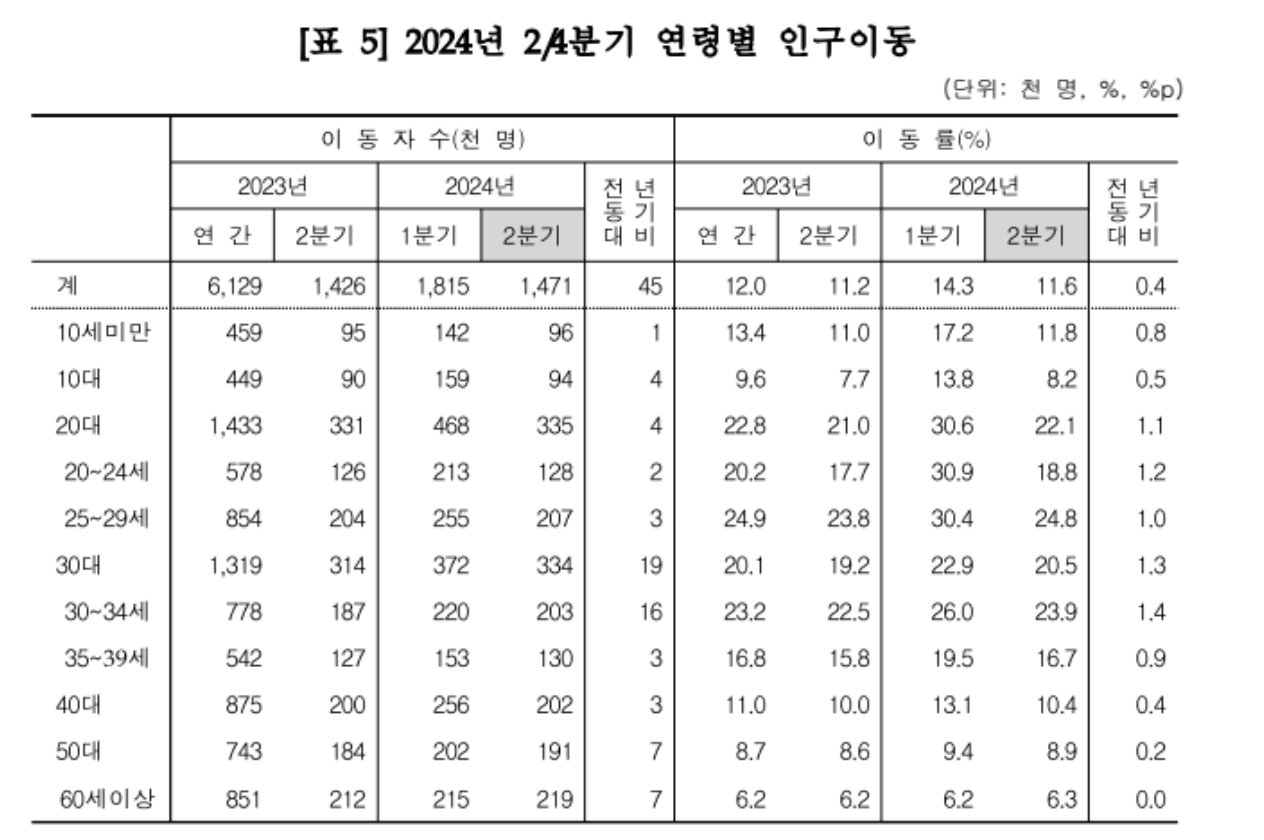 [표 5] 2024년 2/4분기 연령별 인구이동
(단위: 천 명, %, %p)
이 동 자 수(천 명) 이 동 률(%)
2023년 2024년 전년동기대비 2023년 2024년 전년동기대비
연 간 2분기 1분기 2분기 연 간 2분기 1분기 2분기
계 6,129 1,426 1,815 1,471 45 12.0 11.2 14.3 11.6 0.4
10세미만 459 95 142 96 1 13.4 11.0 17.2 11.8 0.8
10대 449 90 159 94 4 9.6 7.7 13.8 8.2 0.5
20대 1,433 331 468 335 4 22.8 21.0 30.6 22.1 1.1
20~24세 578 126 213 128 2 20.2 17.7 30.9 18.8 1.2
25~29세 854 204 255 207 3 24.9 23.8 30.4 24.8 1.0
30대 1,319 314 372 334 19 20.1 19.2 22.9 20.5 1.3
30~34세 778 187 220 203 16 23.2 22.5 26.0 23.9 1.4
35~39세 542 127 153 130 3 16.8 15.8 19.5 16.7 0.9
40대 875 200 256 202 3 11.0 10.0 13.1 10.4 0.4
50대 743 184 202 191 7 8.7 8.6 9.4 8.9 0.2
60세이상 851 212 215 219 7 6.2 6.2 6.2 6.3 0.0